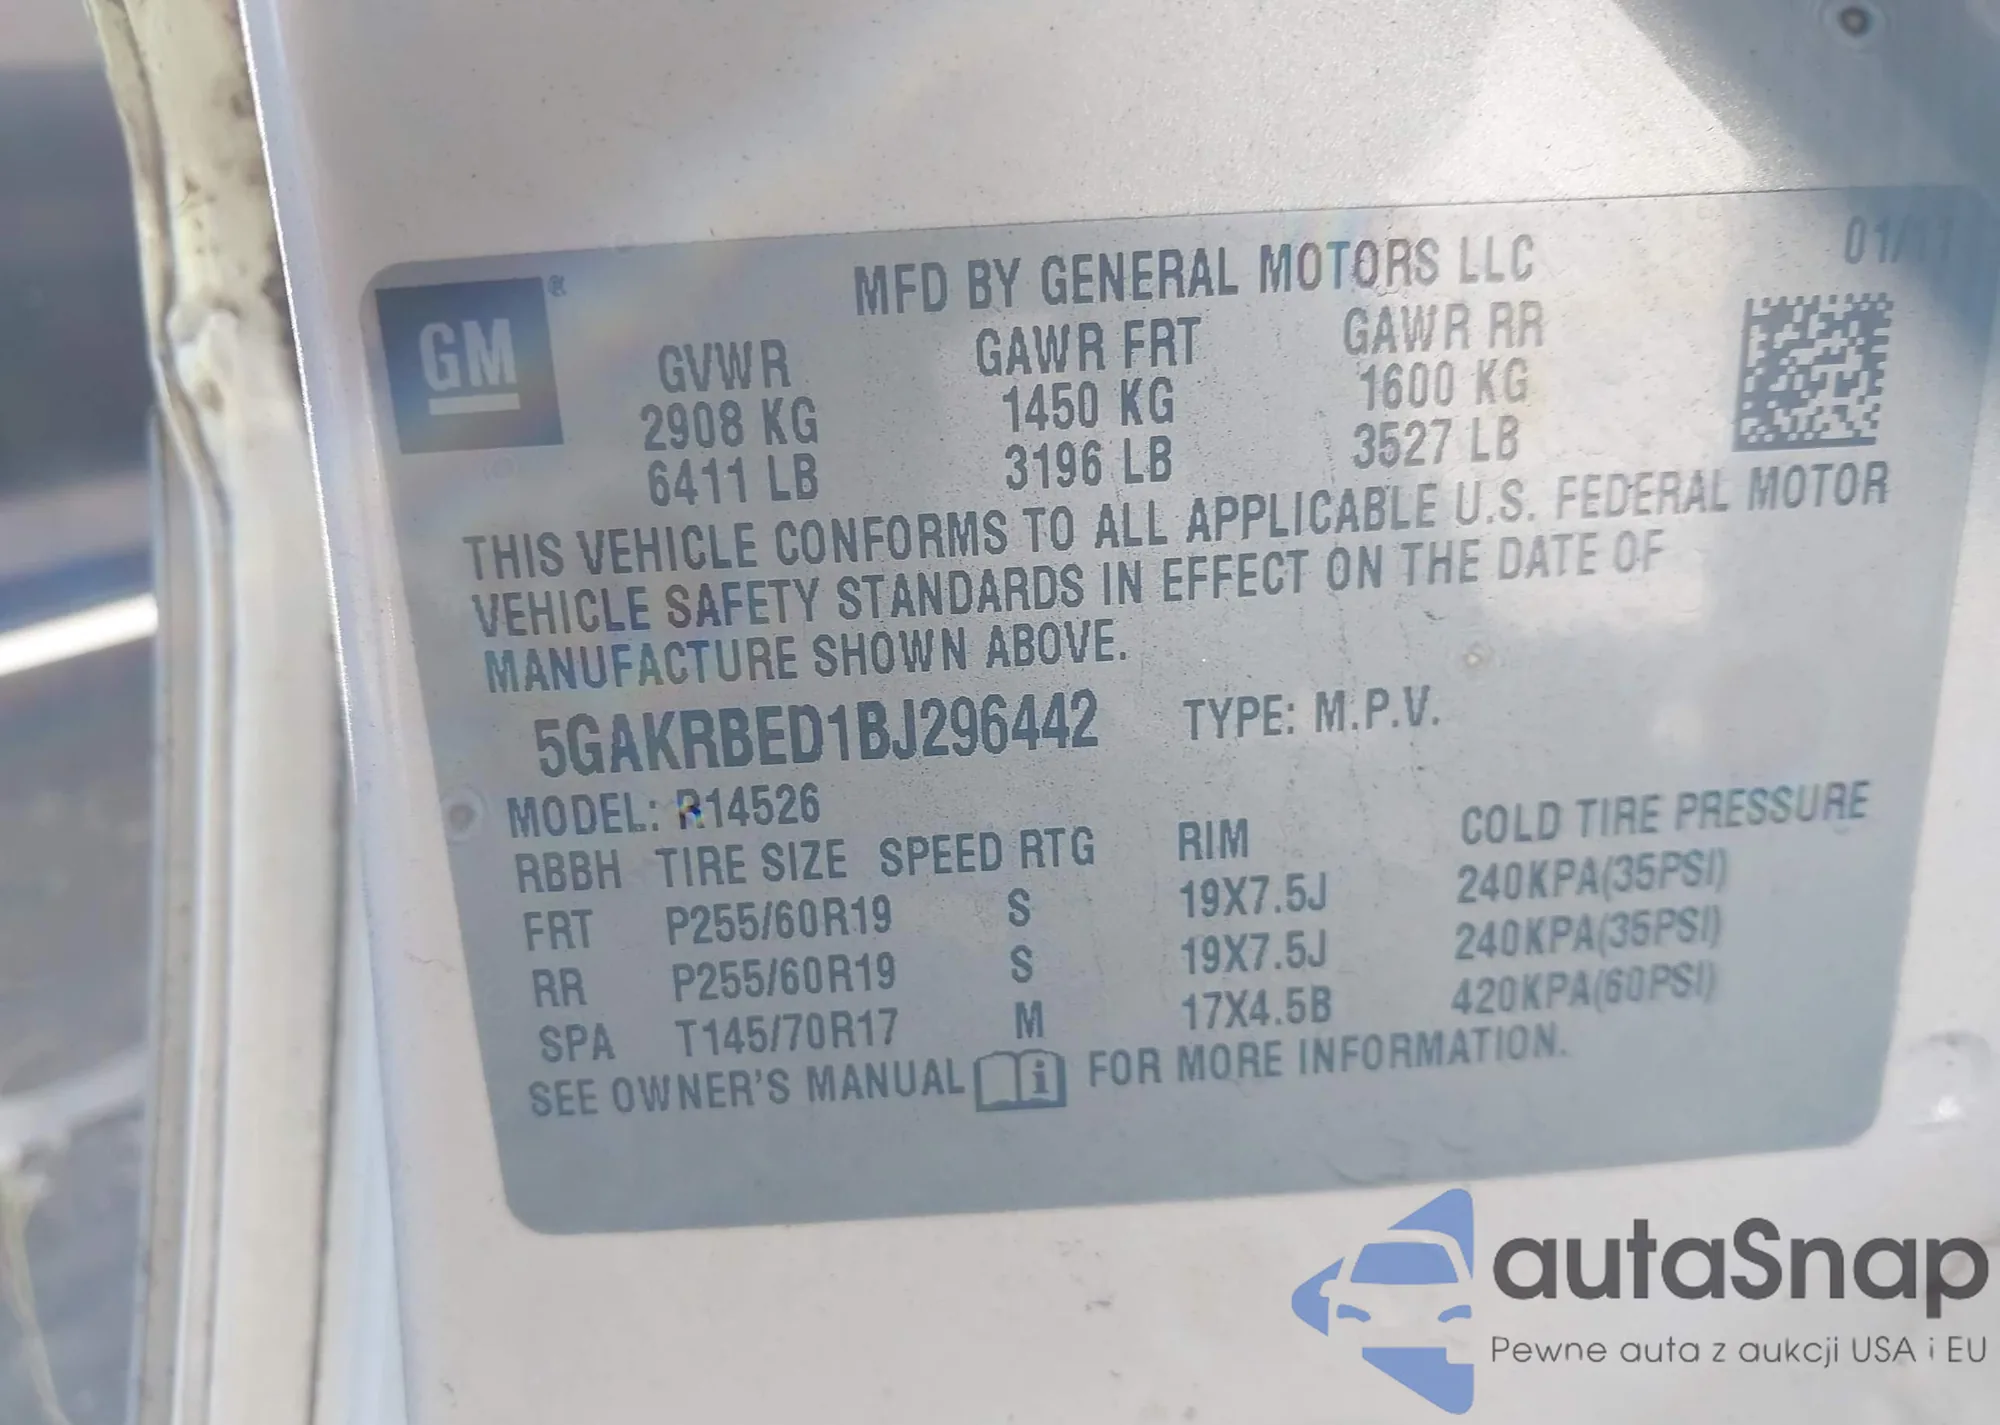 01/11
MFD BY GENERAL MOTORS LLC
GM®
GVWR GAWR FRT GAWR RR
2908 KG 1450 KG 1600 KG
6411 LB 3196 LB 3527 LB
THIS VEHICLE CONFORMS TO ALL APPLICABLE U.S. FEDERAL MOTOR
VEHICLE SAFETY STANDARDS IN EFFECT ON THE DATE OF
MANUFACTURE SHOWN ABOVE.
5GAKRBED1BJ296442 TYPE: M.P.V.
MODEL: R14526
RBBH TIRE SIZE SPEED RTG RIM COLD TIRE PRESSURE
FRT P255/60R19 S 19X7.5J 240KPA(35PSI)
RR P255/60R19 S 19X7.5J 240KPA(35PSI)
SPA T145/70R17 M 17X4.5B 420KPA(60PSI)
SEE OWNER'S MANUAL i FOR MORE INFORMATION.
autaSnap
Pewne auta z aukcji USA i EU